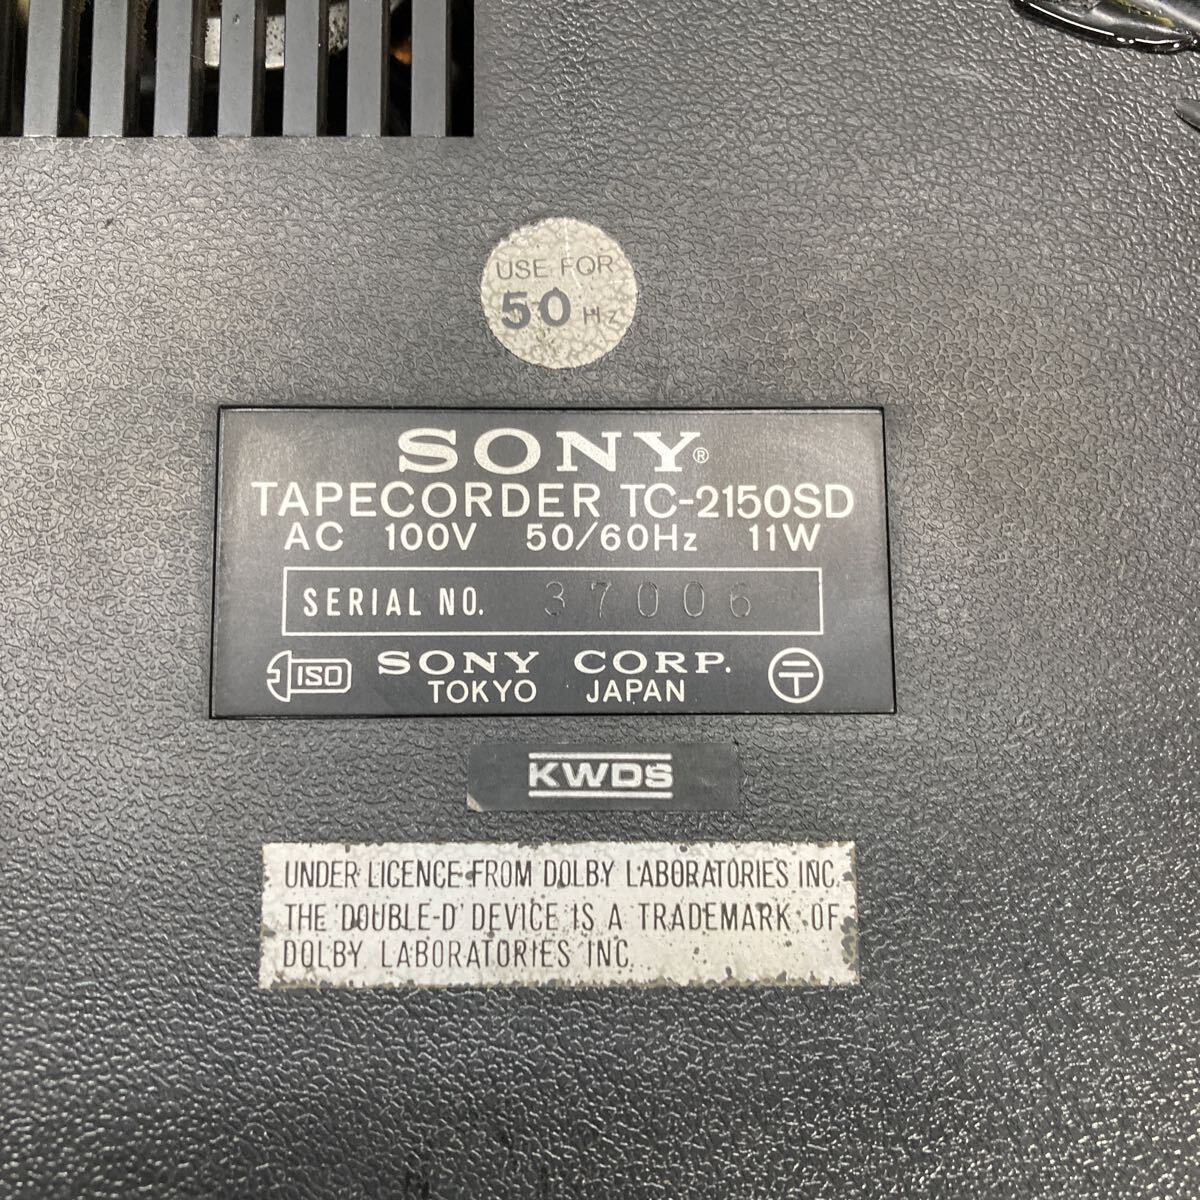 USE FOR
50 Hz
SONY®
TAPECORDER TC-2150SD
AC 100V 50/60Hz 11W
SERIAL NO. 37006
ISO SONY CORP. 〒
TOKYO JAPAN
KWDS
UNDER LICENCE FROM DOLBY LABORATORIES INC.
THE 'DOUBLE-D' DEVICE IS A TRADEMARK OF
DOLBY LABORATORIES INC.